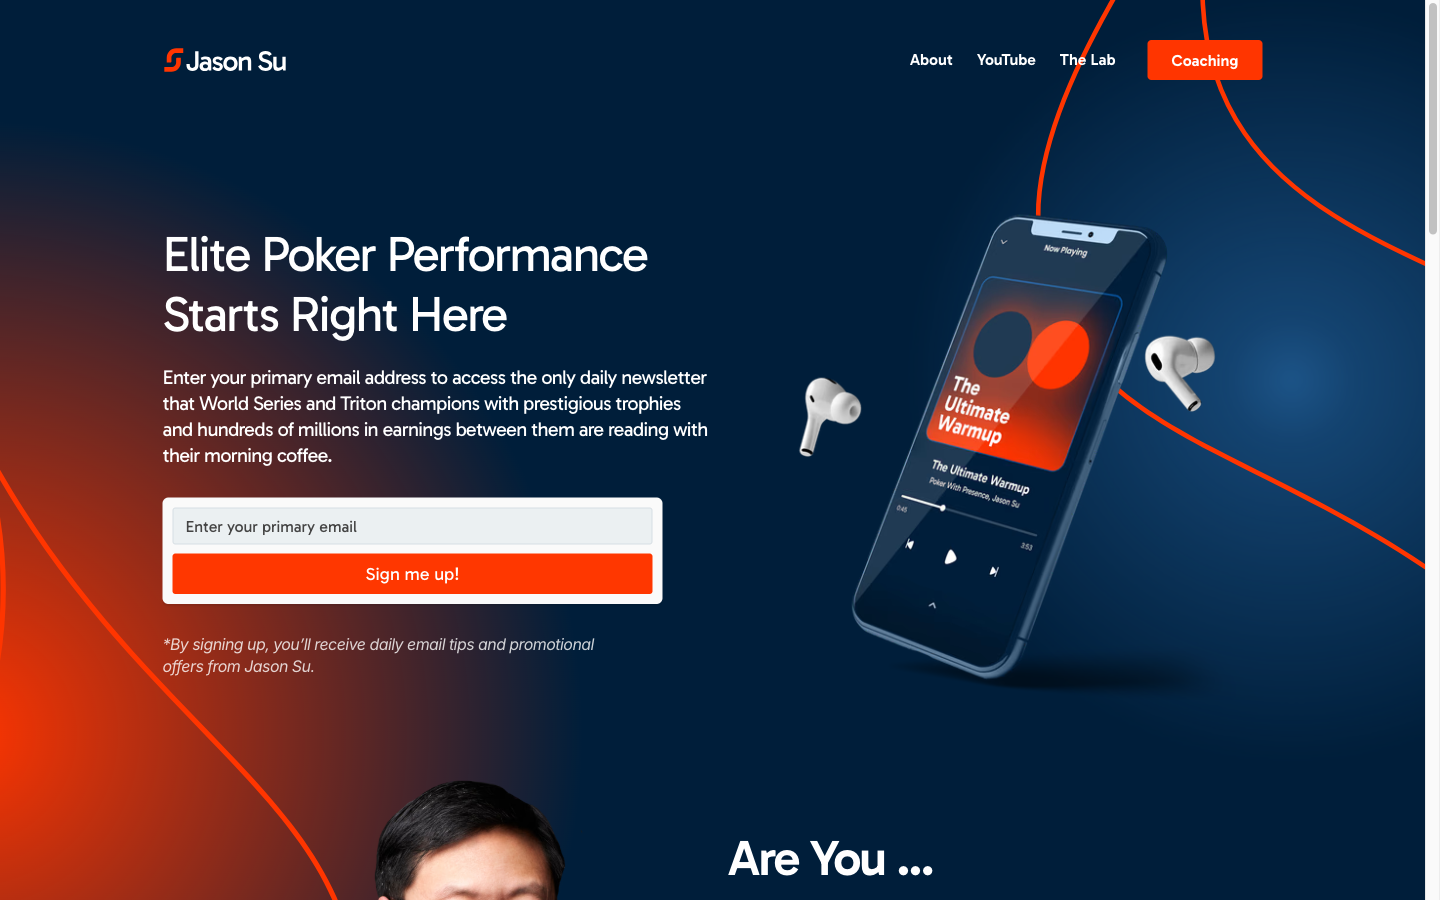 Jason Su
About
YouTube
The Lab
Coaching
Elite Poker Performance
Starts Right Here
Enter your primary email address to access the only daily newsletter
that World Series and Triton champions with prestigious trophies
and hundreds of millions in earnings between them are reading with
their morning coffee.
Enter your primary email
Sign me up!
*By signing up, you’ll receive daily email tips and promotional
offers from Jason Su.
Now Playing
The
Ultimate
Warmup
The Ultimate Warmup
Poker With Presence, Jason Su
0:45
3:53
Are You ...